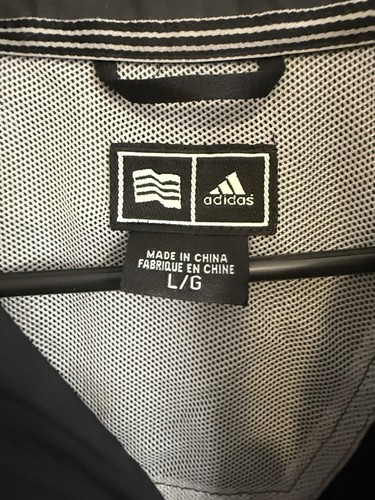 adidas
MADE IN CHINA
FABRIQUE EN CHINE
L/G